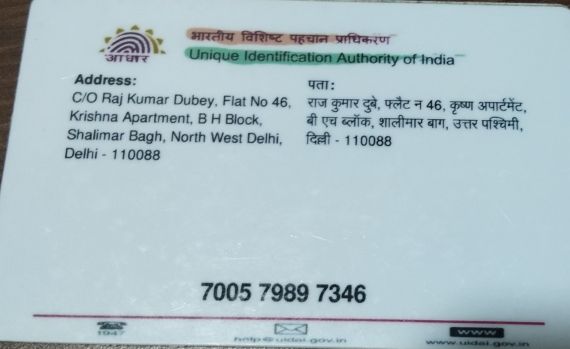 आधार
भारतीय विशिष्ट पहचान प्राधिकरण
Unique Identification Authority of India
Address:
C/O Raj Kumar Dubey, Flat No 46,
Krishna Apartment, B H Block,
Shalimar Bagh, North West Delhi,
Delhi - 110088
पता:
राज कुमार दुबे, फ्लैट न 46, कृष्ण अपार्टमेंट,
बी एच ब्लॉक, शालीमार बाग, उत्तर पश्चिमी,
दिल्ली - 110088
7005 7989 7346
1947
help@uidai.gov.in
www
www.uidai.gov.in